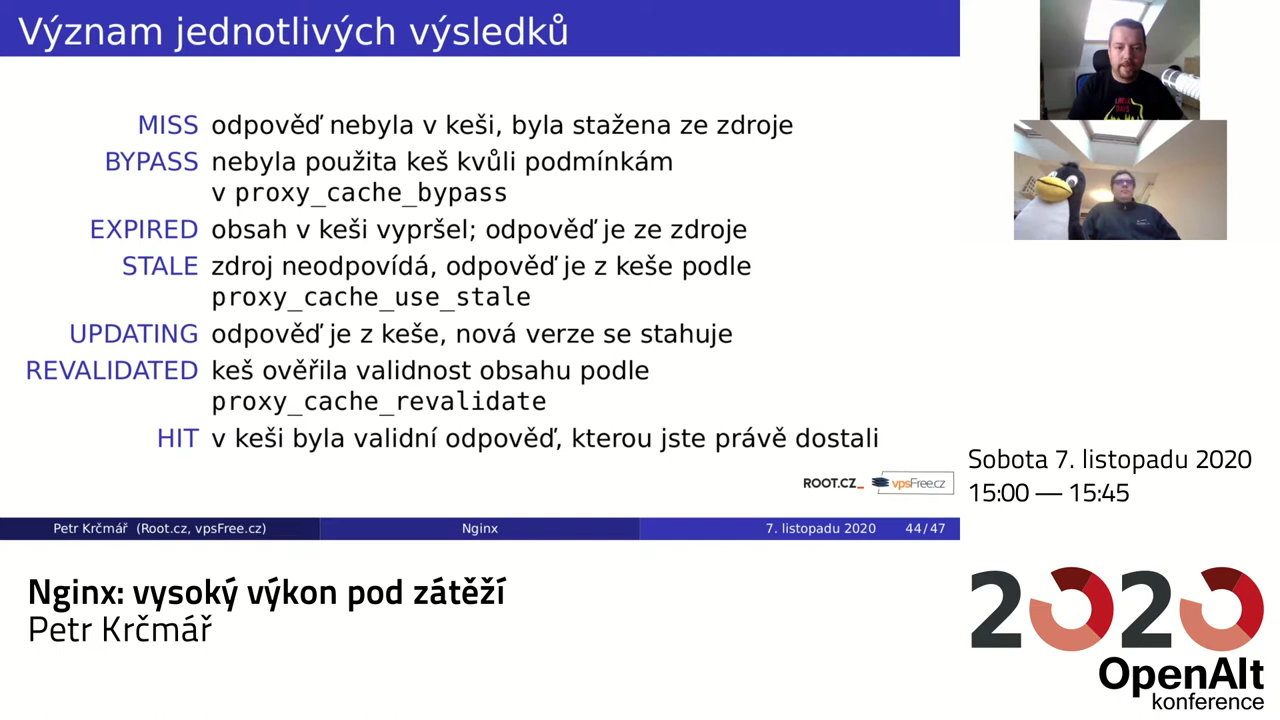 Význam jednotlivých výsledků
MISS odpověď nebyla v keši, byla stažena ze zdroje
BYPASS nebyla použita keš kvůli podmínkám
v proxy_cache_bypass
EXPIRED obsah v keši vypršel; odpověď je ze zdroje
STALE zdroj neodpovídá, odpověď je z keše podle
proxy_cache_use_stale
UPDATING odpověď je z keše, nová verze se stahuje
REVALIDATED keš ověřila validnost obsahu podle
proxy_cache_revalidate
HIT v keši byla validní odpověď, kterou jste právě dostali
ROOT.CZ_ vpsFree.cz
Petr Krčmář (Root.cz, vpsFree.cz) Nginx 7. listopadu 2020 44/47
Sobota 7. listopadu 2020
15:00 — 15:45
Nginx: vysoký výkon pod zátěží
Petr Krčmář
2020
OpenAlt
konference